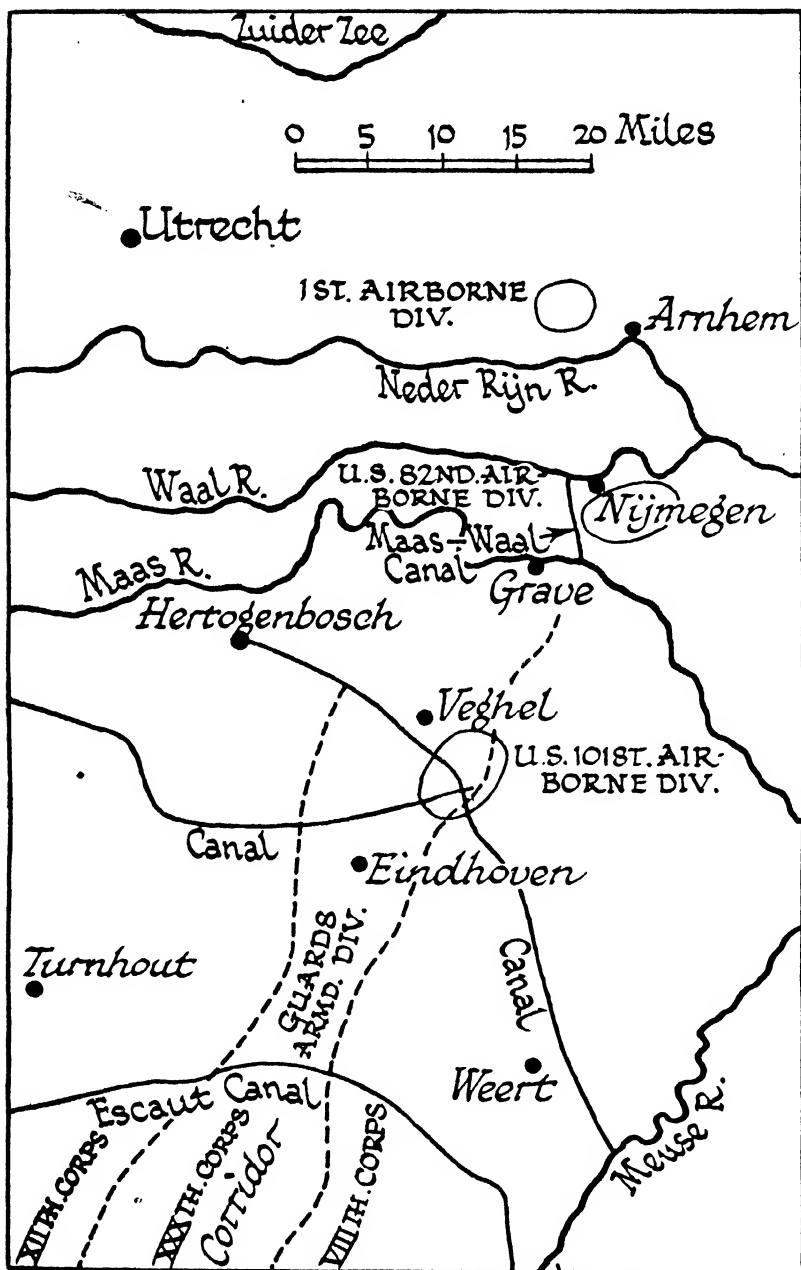 Zuider Zee
0 5 10 15 20 Miles
Utrecht
1ST. AIRBORNE
DIV.
Arnhem
Neder Rijn R.
Waal R.
U.S. 82ND. AIR-
BORNE DIV.
Nijmegen
Maas-Waal
Canal
Maas R.
Grave
Hertogenbosch
Veghel
U.S. 101ST. AIR-
BORNE DIV.
Canal
Eindhoven
GUARDS
ARMD. DIV.
Turnhout
Canal
Weert
Escaut Canal
Meuse R.
XIITH. CORPS
XXXTH. CORPS
Corridor
VIIITH. CORPS